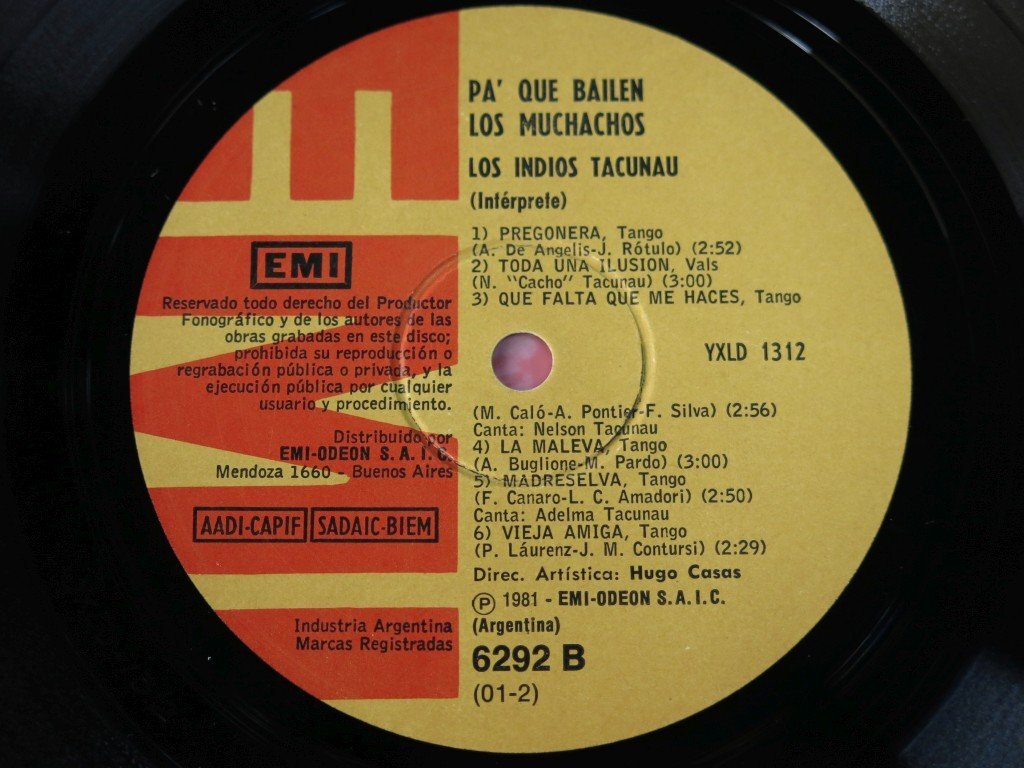 PA' QUE BAILEN
LOS MUCHACHOS
LOS INDIOS TACUNAU
(Intérprete)
1) PREGONERA, Tango
(A. De Angelis-J. Rótulo) (2:52)
2) TODA UNA ILUSION, Vals
(N. "Cacho" Tacunau) (3:00)
3) QUE FALTA QUE ME HACES, Tango
YXLD 1312
(M. Caló-A. Pontier-F. Silva) (2:56)
Canta: Nelson Tacunau
4) LA MALEVA, Tango
(A. Buglione-M. Pardo) (3:00)
5) MADRESELVA, Tango
(F. Canaro-L. C. Amadori) (2:50)
Canta: Adelma Tacunau
6) VIEJA AMIGA, Tango
(P. Láurenz-J. M. Contursi) (2:29)
Direc. Artística: Hugo Casas
Ⓟ 1981 - EMI-ODEON S.A.I.C.
(Argentina)
6292 B
(01-2)
EMI
EMI
Reservado todo derecho del Productor
Fonográfico y de los autores de las
obras grabadas en este disco;
prohibida su reproducción o
regrabación pública o privada, y la
ejecución pública por cualquier
usuario y procedimiento.
Distribuido por
EMI-ODEON S.A.I.C.
Mendoza 1660 - Buenos Aires
AADI-CAPIF SADAIC-BIEM
Industria Argentina
Marcas Registradas